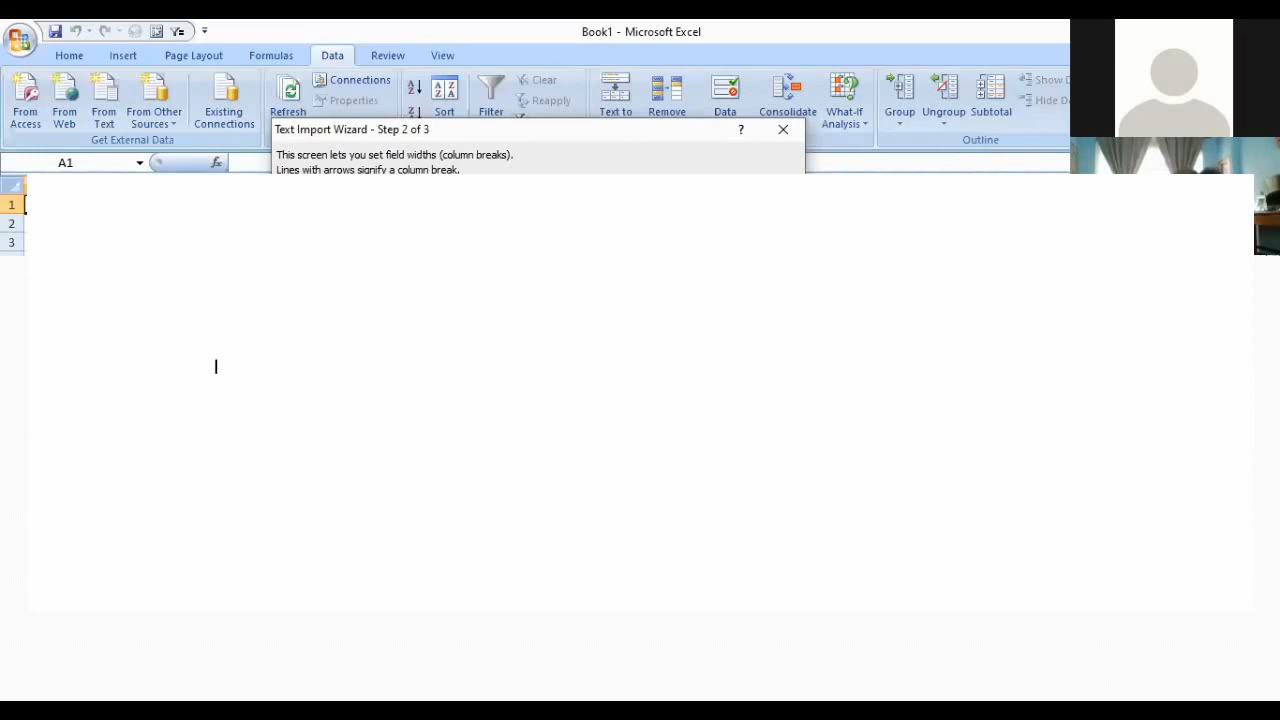 Book1 - Microsoft Excel
Home Insert Page Layout Formulas Data Review View
From Access
From Web
From Text
From Other Sources
Existing Connections
Get External Data
Refresh
Connections
Properties
Sort
Filter
Clear
Reapply
Text to
Remove
Data
Consolidate
What-If Analysis
Group
Ungroup
Subtotal
Show
Hide
Outline
Text Import Wizard - Step 2 of 3 ?
A1 fx
This screen lets you set field widths (column breaks).
Lines with arrows signify a column break.
1
2
3